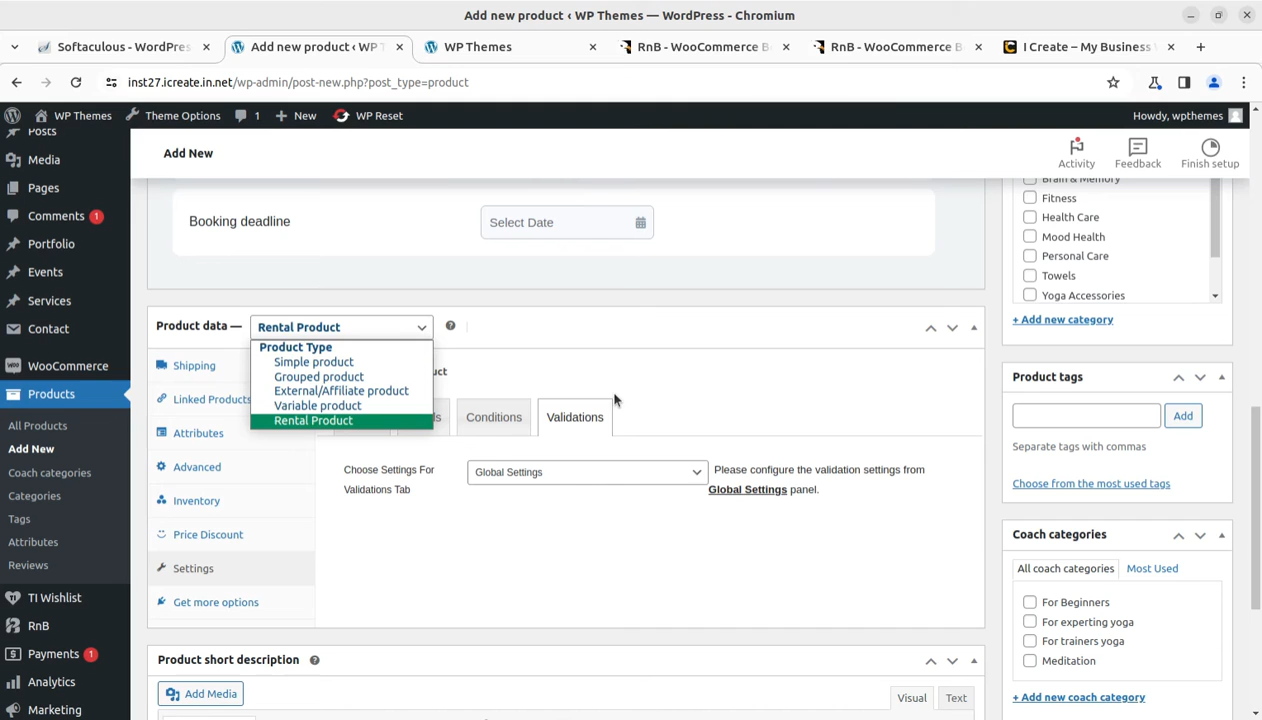 Add new product ‹ WP Themes — WordPress - Chromium
Softaculous - WordPres
Add new product ‹ WP T
WP Themes
RnB - WooCommerce B
RnB - WooCommerce B
I Create – My Business
inst27.icreate.in.net/wp-admin/post-new.php?post_type=product
WP Themes
Theme Options
1
New
WP Reset
Howdy, wpthemes
Posts
Media
Pages
Comments 1
Portfolio
Events
Services
Contact
WooCommerce
Products
All Products
Add New
Coach categories
Categories
Tags
Attributes
Reviews
TI Wishlist
RnB
Payments 1
Analytics
Marketing
Add New
Activity
Feedback
Finish setup
Booking deadline
Select Date
Product data — Rental Product
Product Type
Simple product
Grouped product
External/Affiliate product
Variable product
Rental Product
Shipping
Linked Products
Attributes
Advanced
Inventory
Price Discount
Settings
Get more options
Conditions
Validations
Choose Settings For
Validations Tab
Global Settings
Please configure the validation settings from
Global Settings panel.
Product short description
Add Media
Visual
Text
Brain & Memory
Fitness
Health Care
Mood Health
Personal Care
Towels
Yoga Accessories
+ Add new category
Product tags
Add
Separate tags with commas
Choose from the most used tags
Coach categories
All coach categories
Most Used
For Beginners
For experting yoga
For trainers yoga
Meditation
+ Add new coach category